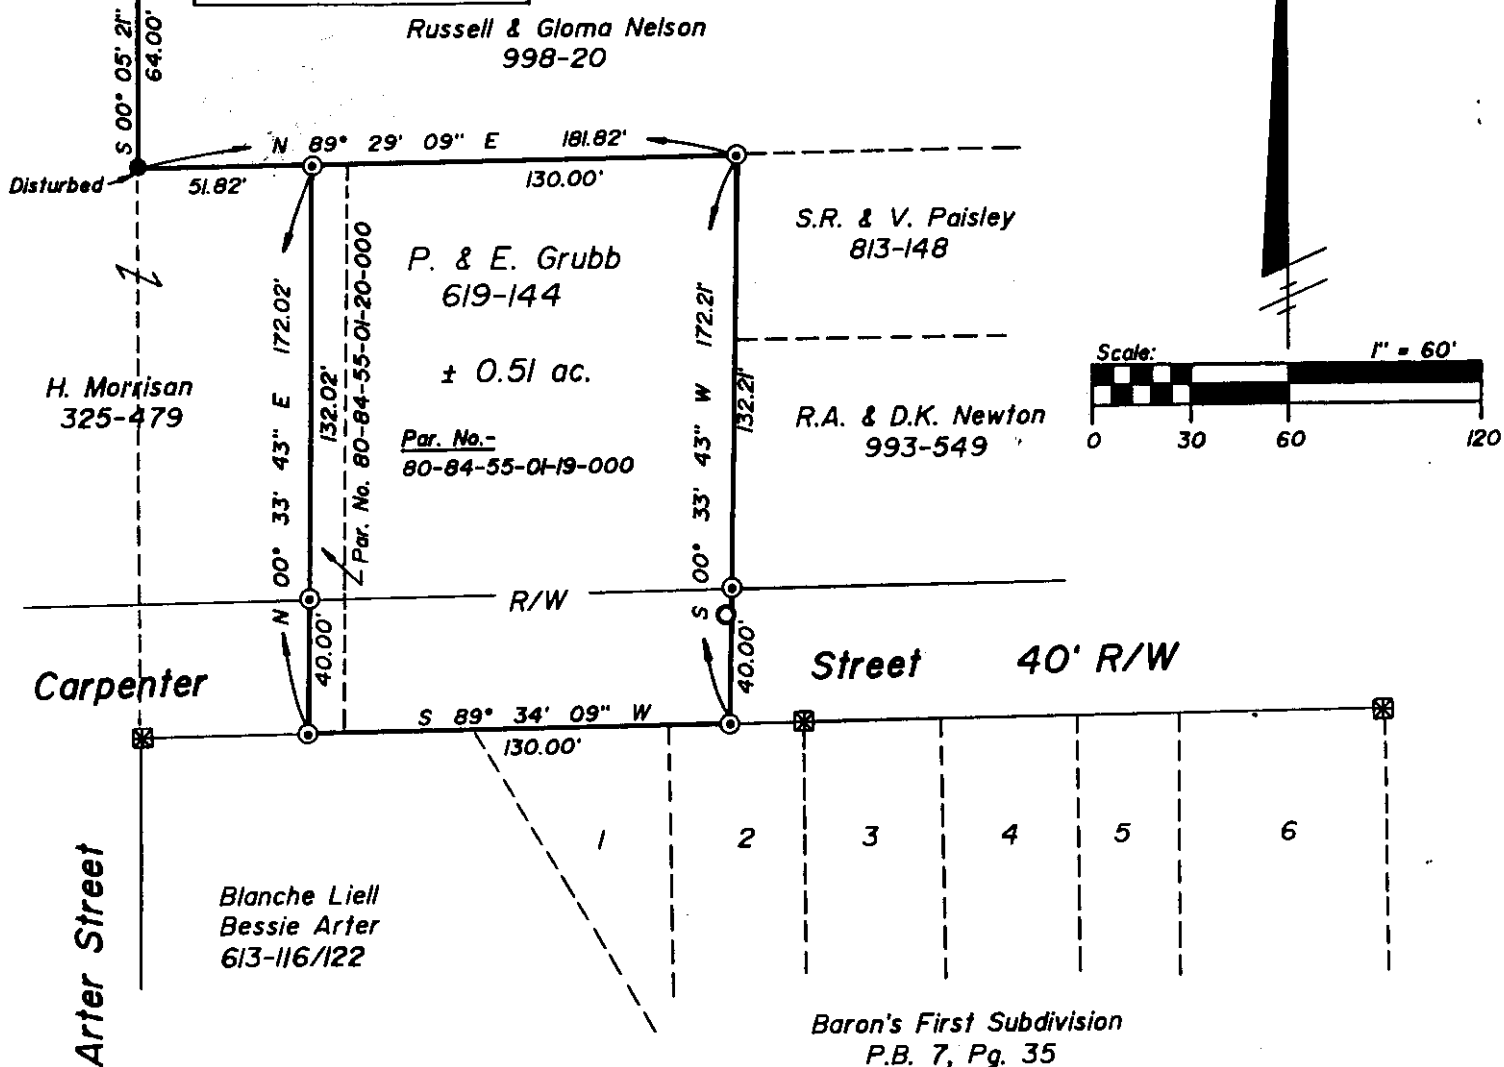 S 00° 05' 21"
64.00'
Russell & Gloma Nelson
998-20
N 89° 29' 09" E 181.82'
Disturbed
51.82'
130.00'
S.R. & V. Paisley
813-148
P. & E. Grubb
619-144
± 0.51 ac.
N 00° 33' 43" E 172.02'
132.02'
Par. No. 80-84-55-01-20-000
S 00° 33' 43" W 172.21'
132.21'
Scale: 1" = 60'
0 30 60 120
H. Morrisan
325-479
R.A. & D.K. Newton
993-549
Par. No.-
80-84-55-01-19-000
R/W
40.00'
40.00'
Carpenter Street 40' R/W
S 89° 34' 09" W
130.00'
1 2 3 4 5 6
Arter Street
Blanche Liell
Bessie Arter
613-116/122
Baron's First Subdivision
P.B. 7, Pg. 35